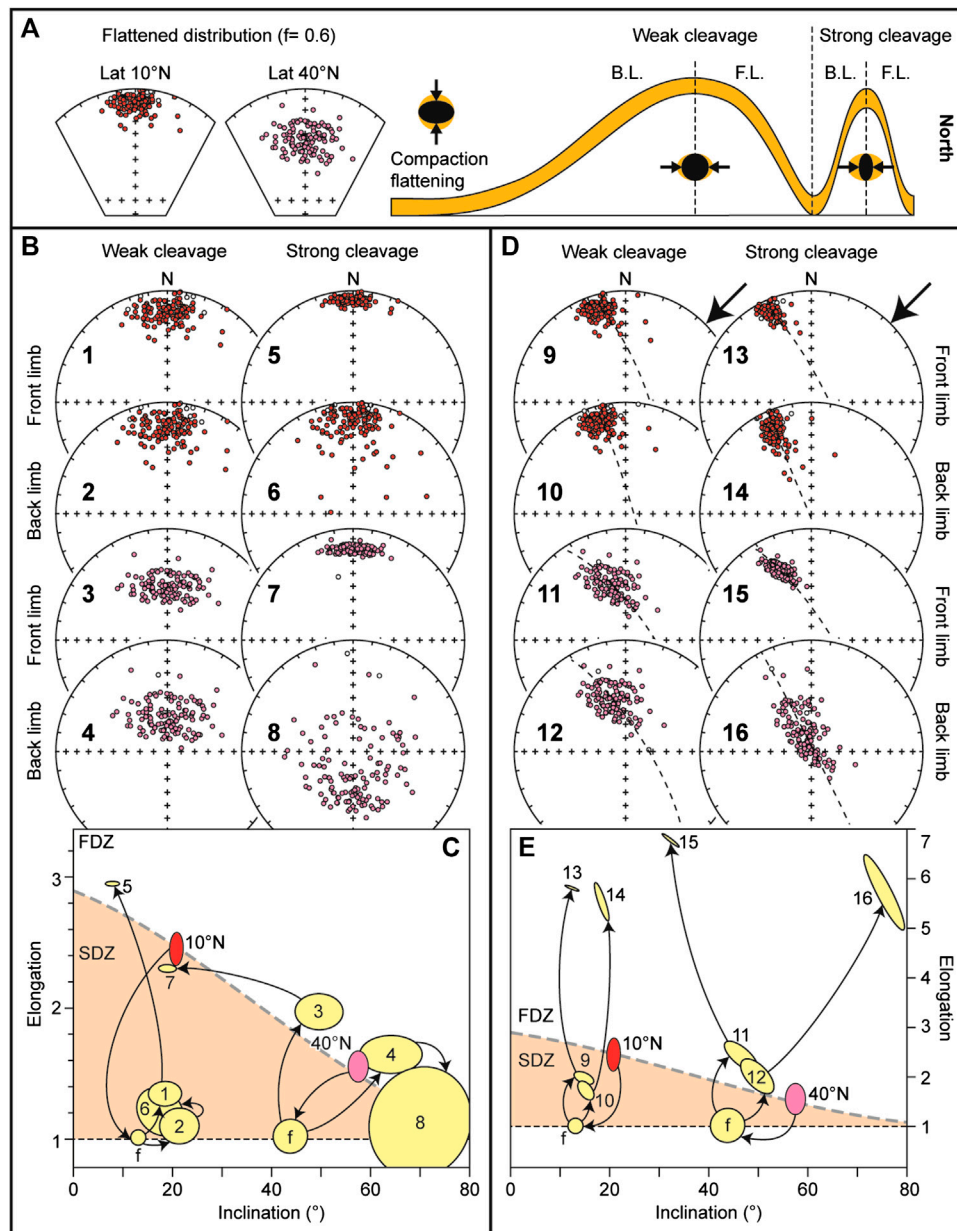 A
Flattened distribution (f= 0.6)
Lat 10°N
Lat 40°N
Compaction
flattening
Weak cleavage
Strong cleavage
B.L.
F.L.
B.L.
F.L.
North
B
Weak cleavage
Strong cleavage
N
N
1
5
Front limb
2
6
Back limb
3
7
Front limb
4
8
Back limb
D
Weak cleavage
Strong cleavage
N
N
9
13
Front limb
10
14
Back limb
11
15
Front limb
12
16
Back limb
C
FDZ
SDZ
3
2
1
Elongation
5
10°N
7
3
40°N
4
1
6
2
8
f
f
0
20
40
60
80
Inclination (°)
E
FDZ
SDZ
13
14
15
16
10°N
11
9
12
10
40°N
f
f
7
6
5
4
3
2
1
Elongation
0
20
40
60
80
Inclination (°)